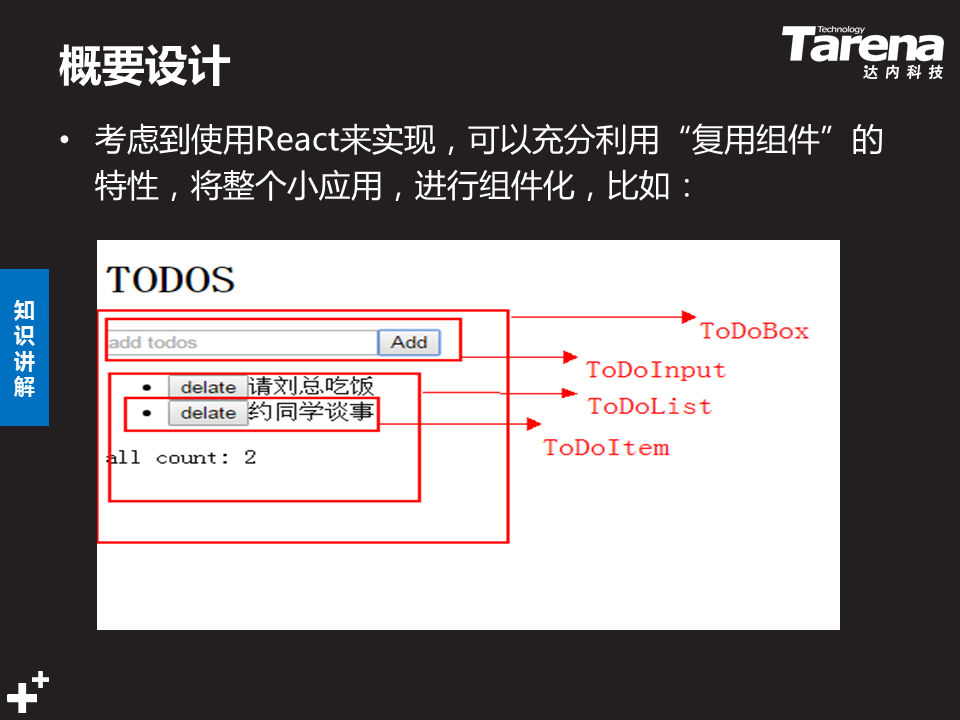 概要设计
Technology
Tarena
达内科技
• 考虑到使用React来实现，可以充分利用“复用组件”的
特性，将整个小应用，进行组件化，比如：
知识讲解
TODOS
add todos Add
• delate 请刘总吃饭
• delate 约同学谈事
all count: 2
ToDoBox
ToDoInput
ToDoList
ToDoItem